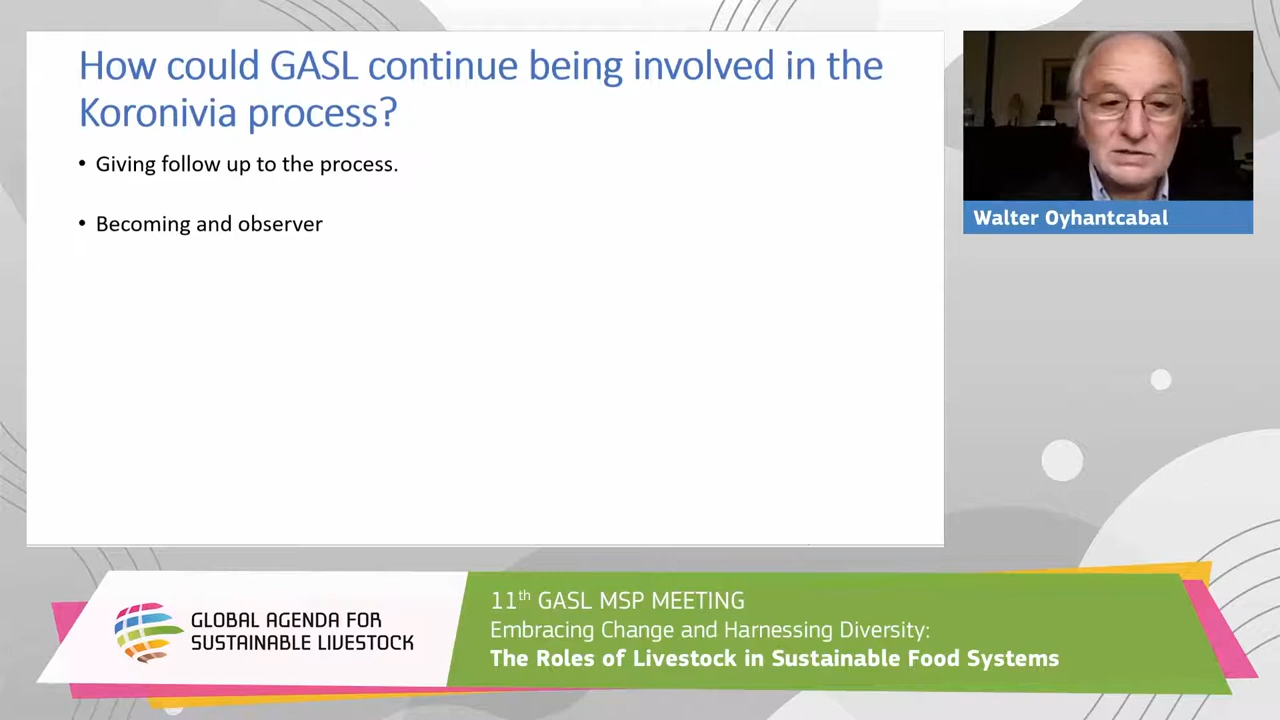 How could GASL continue being involved in the
Koronivia process?
• Giving follow up to the process.
• Becoming and observer
Walter Oyhantcabal
GLOBAL AGENDA FOR
SUSTAINABLE LIVESTOCK
11th GASL MSP MEETING
Embracing Change and Harnessing Diversity:
The Roles of Livestock in Sustainable Food Systems